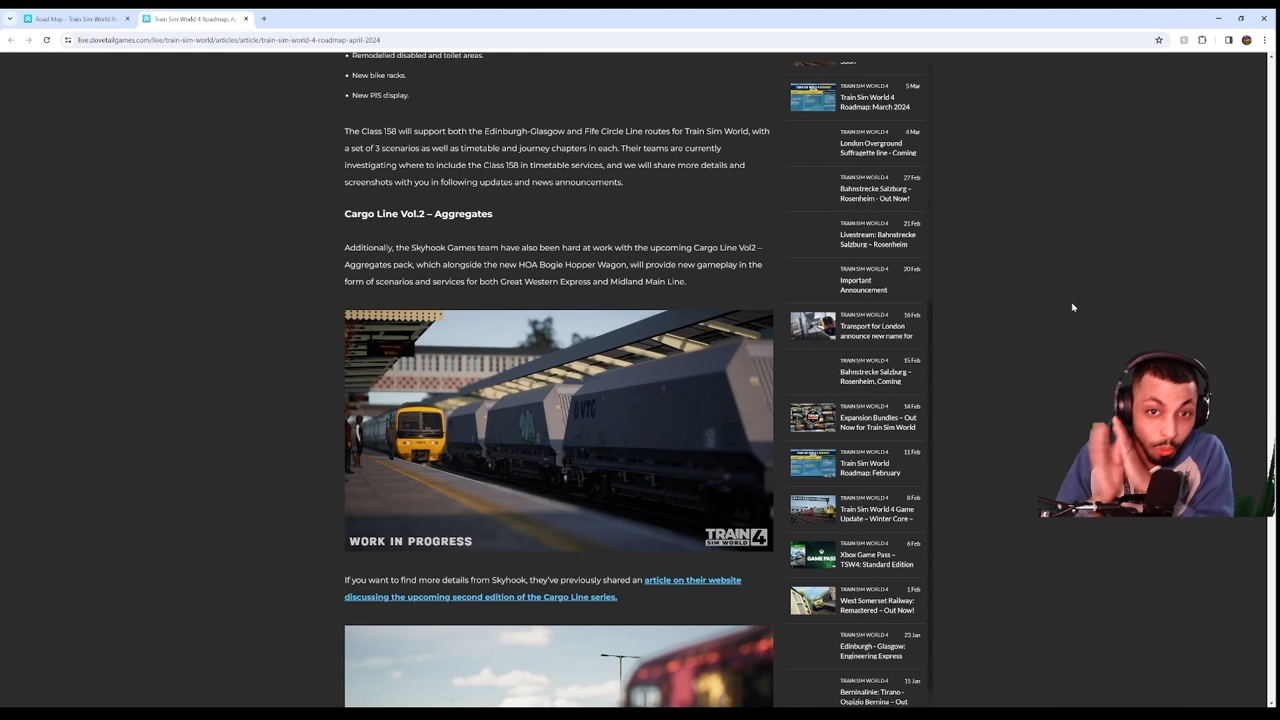 Road Map - Train Sim World R
Train Sim World 4 Roadmap: Ap
live.dovetailgames.com/live/train-sim-world/articles/article/train-sim-world-4-roadmap-april-2024
• Remodelled disabled and toilet areas.
• New bike racks.
• New PIS display.
The Class 158 will support both the Edinburgh-Glasgow and Fife Circle Line routes for Train Sim World, with
a set of 3 scenarios as well as timetable and journey chapters in each. Their teams are currently
investigating where to include the Class 158 in timetable services, and we will share more details and
screenshots with you in following updates and news announcements.
Cargo Line Vol.2 – Aggregates
Additionally, the Skyhook Games team have also been hard at work with the upcoming Cargo Line Vol2 –
Aggregates pack, which alongside the new HOA Bogie Hopper Wagon, will provide new gameplay in the
form of scenarios and services for both Great Western Express and Midland Main Line.
VTG
WORK IN PROGRESS
TRAIN SIM WORLD 4
If you want to find more details from Skyhook, they've previously shared an article on their website
discussing the upcoming second edition of the Cargo Line series.
Soon
TRAIN SIM WORLD 4 5 Mar
Train Sim World 4
Roadmap: March 2024
TRAIN SIM WORLD 4 4 Mar
London Overground
Suffragette line - Coming
TRAIN SIM WORLD 4 27 Feb
Bahnstrecke Salzburg –
Rosenheim - Out Now!
TRAIN SIM WORLD 4 21 Feb
Livestream: Bahnstrecke
Salzburg – Rosenheim
TRAIN SIM WORLD 4 20 Feb
Important
Announcement
TRAIN SIM WORLD 4 16 Feb
Transport for London
announce new name for
TRAIN SIM WORLD 4 15 Feb
Bahnstrecke Salzburg –
Rosenheim, Coming
TRAIN SIM WORLD 4 14 Feb
Expansion Bundles – Out
Now for Train Sim World
TRAIN SIM WORLD 4 11 Feb
Train Sim World
Roadmap: February
TRAIN SIM WORLD 4 8 Feb
Train Sim World 4 Game
Update – Winter Core –
GAME PASS
TRAIN SIM WORLD 4 6 Feb
Xbox Game Pass –
TSW4: Standard Edition
TRAIN SIM WORLD 4 1 Feb
West Somerset Railway:
Remastered – Out Now!
TRAIN SIM WORLD 4 23 Jan
Edinburgh - Glasgow:
Engineering Express
TRAIN SIM WORLD 4 15 Jan
Berninalinie: Tirano -
Ospizio Bernina – Out